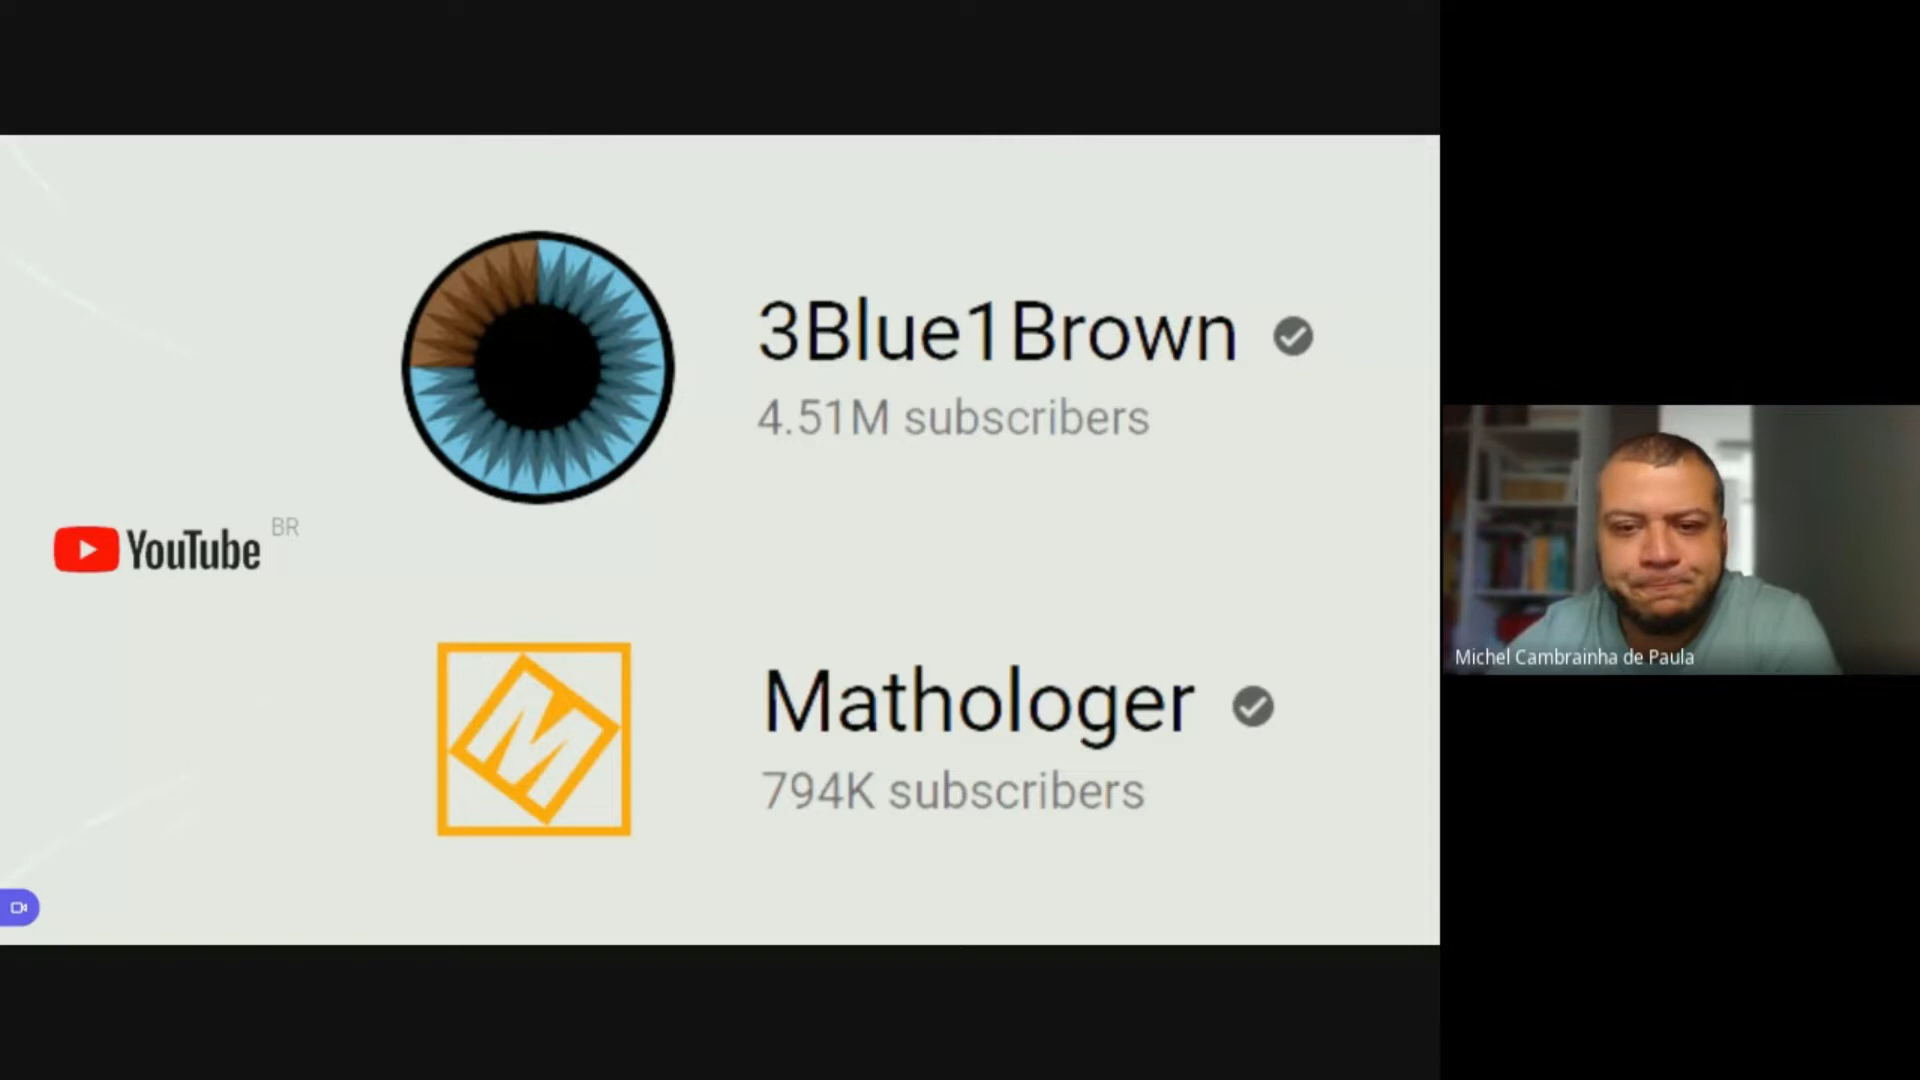 3Blue1Brown
4.51M subscribers
YouTube BR
M
Mathologer
794K subscribers
Michel Cambrainha de Paula